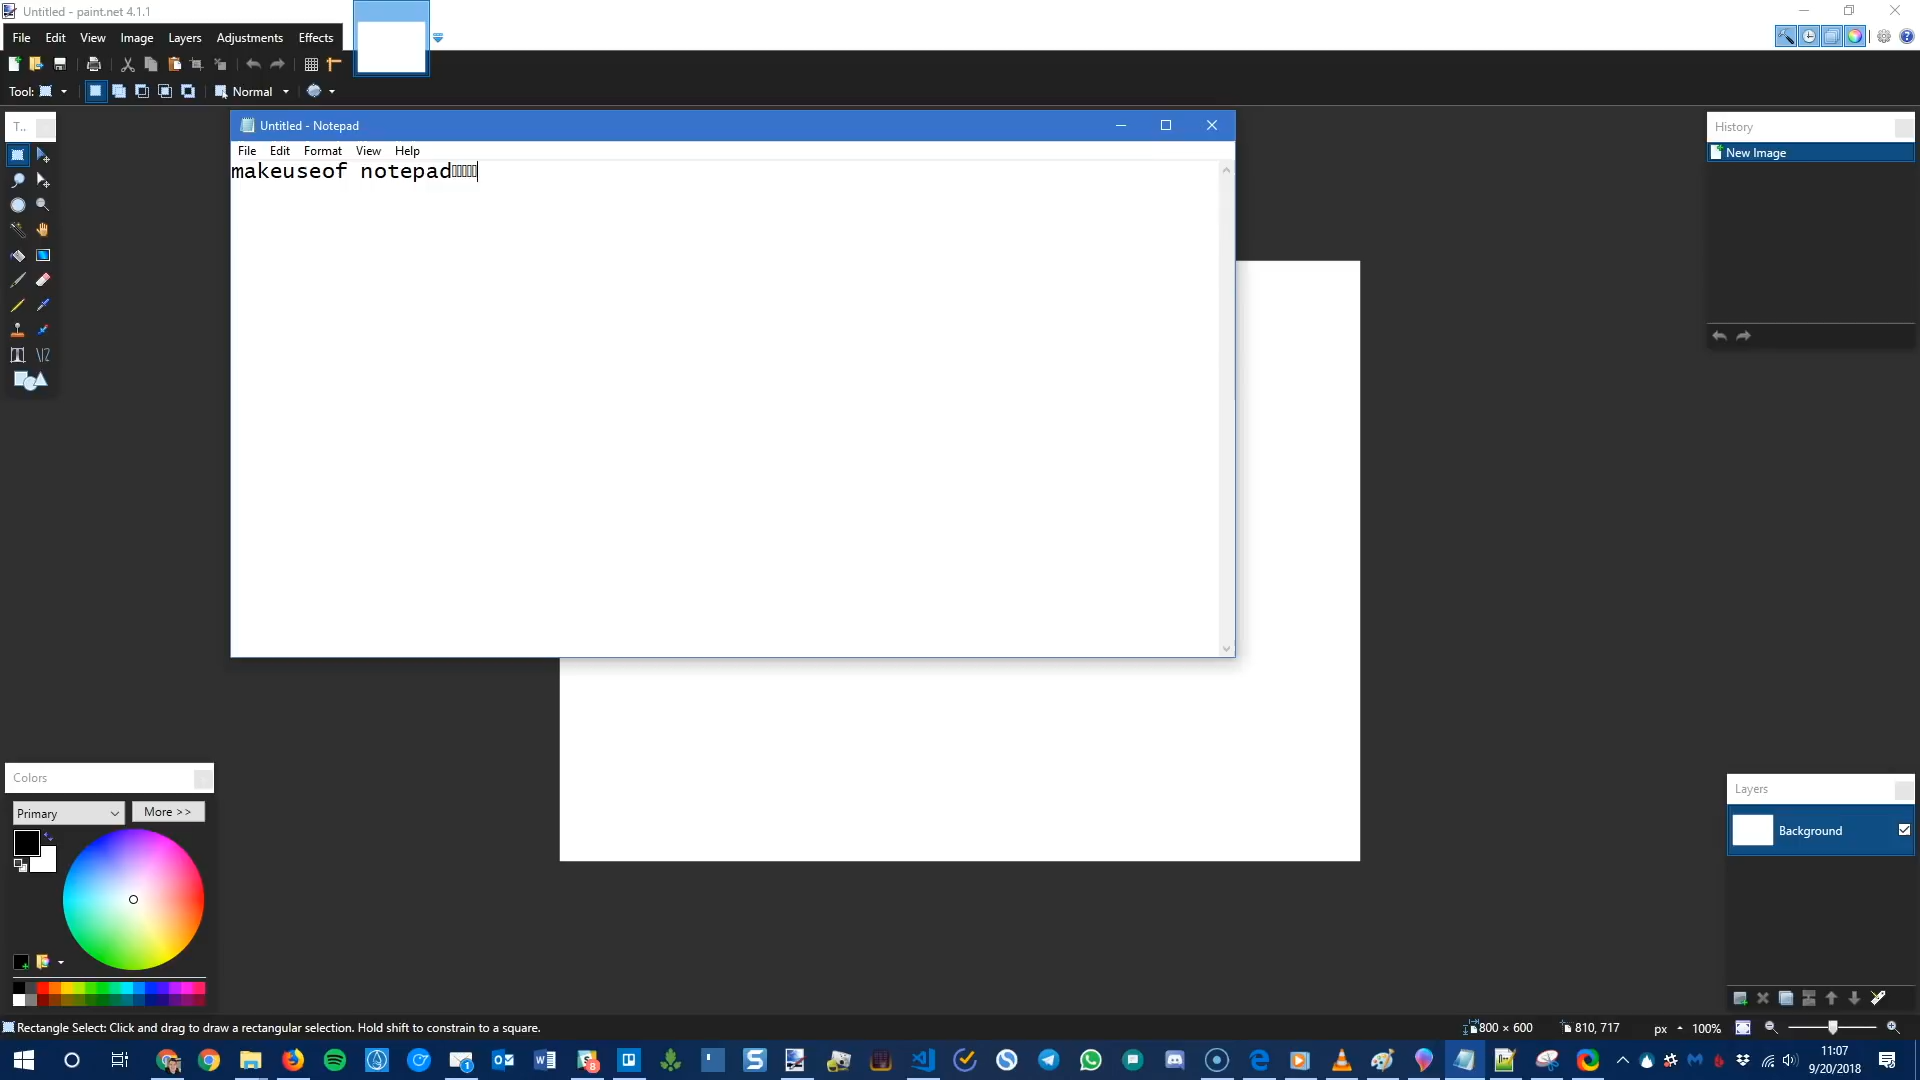 Untitled - paint.net 4.1.1
File Edit View Image Layers Adjustments Effects
Tool: Normal
T..
Untitled - Notepad
File Edit Format View Help
makeuseof notepad
History
New Image
Colors
Primary More >>
Layers
Background
Rectangle Select: Click and drag to draw a rectangular selection. Hold shift to constrain to a square.
800 × 600 810, 717 px 100%
11:07
9/20/2018